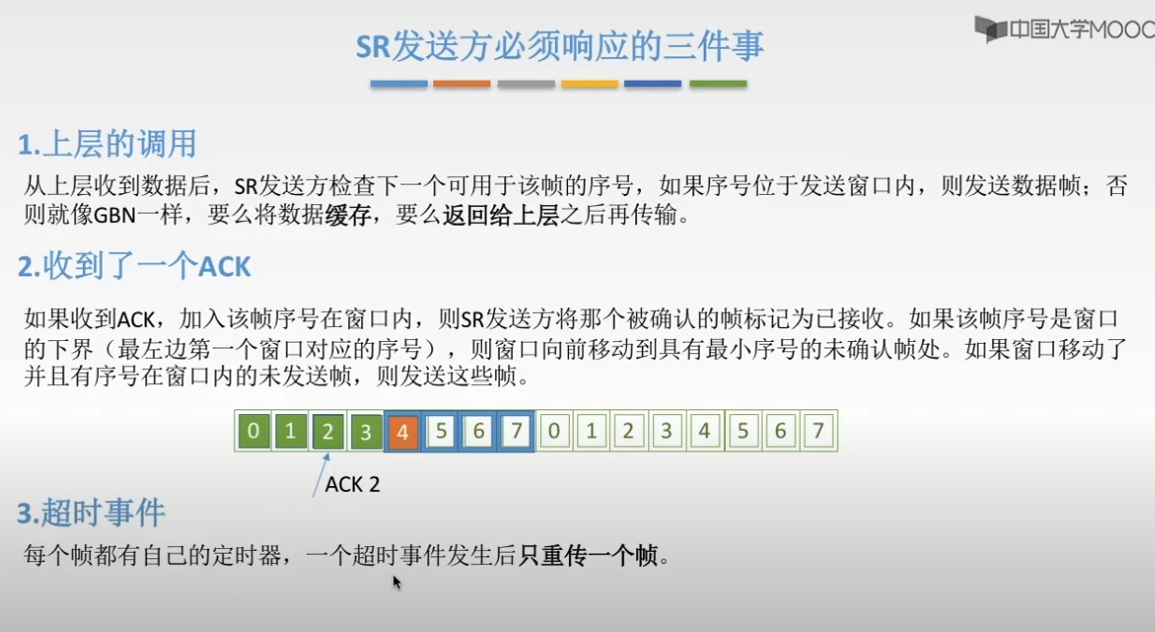 中国大学MOOC
SR发送方必须响应的三件事
1.上层的调用
从上层收到数据后，SR发送方检查下一个可用于该帧的序号，如果序号位于发送窗口内，则发送数据帧；否
则就像GBN一样，要么将数据缓存，要么返回给上层之后再传输。
2.收到了一个ACK
如果收到ACK，加入该帧序号在窗口内，则SR发送方将那个被确认的帧标记为已接收。如果该帧序号是窗口
的下界（最左边第一个窗口对应的序号），则窗口向前移动到具有最小序号的未确认帧处。如果窗口移动了
并且有序号在窗口内的未发送帧，则发送这些帧。
0 1 2 3 4 5 6 7 0 1 2 3 4 5 6 7
ACK 2
3.超时事件
每个帧都有自己的定时器，一个超时事件发生后只重传一个帧。